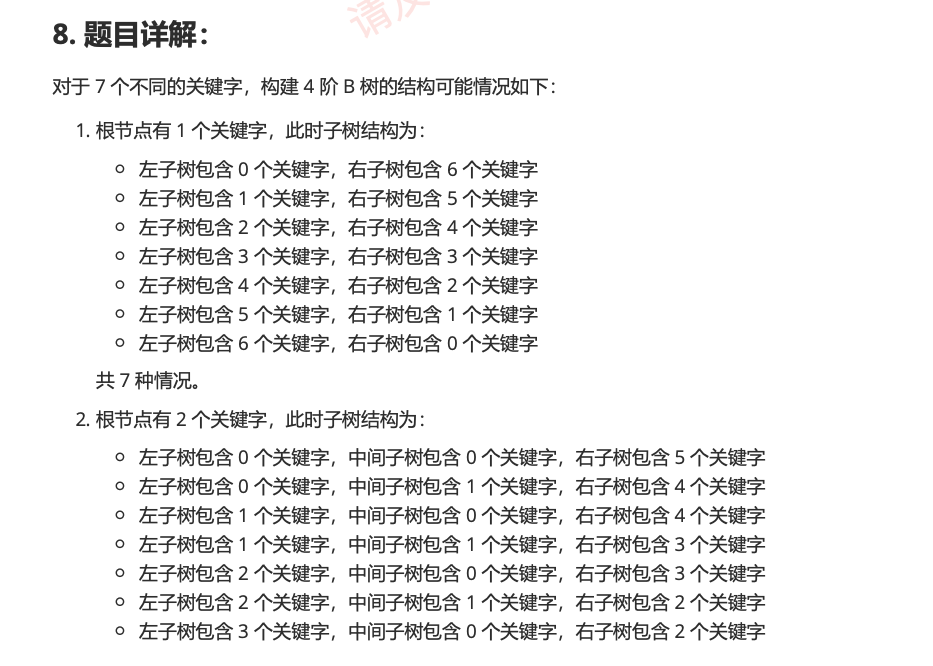 请反
8. 题目详解：
对于 7 个不同的关键字，构建 4 阶 B 树的结构可能情况如下：
1. 根节点有 1 个关键字，此时子树结构为：
左子树包含 0 个关键字，右子树包含 6 个关键字
左子树包含 1 个关键字，右子树包含 5 个关键字
左子树包含 2 个关键字，右子树包含 4 个关键字
左子树包含 3 个关键字，右子树包含 3 个关键字
左子树包含 4 个关键字，右子树包含 2 个关键字
左子树包含 5 个关键字，右子树包含 1 个关键字
左子树包含 6 个关键字，右子树包含 0 个关键字
共 7 种情况。
2. 根节点有 2 个关键字，此时子树结构为：
左子树包含 0 个关键字，中间子树包含 0 个关键字，右子树包含 5 个关键字
左子树包含 0 个关键字，中间子树包含 1 个关键字，右子树包含 4 个关键字
左子树包含 1 个关键字，中间子树包含 0 个关键字，右子树包含 4 个关键字
左子树包含 1 个关键字，中间子树包含 1 个关键字，右子树包含 3 个关键字
左子树包含 2 个关键字，中间子树包含 0 个关键字，右子树包含 3 个关键字
左子树包含 2 个关键字，中间子树包含 1 个关键字，右子树包含 2 个关键字
左子树包含 3 个关键字，中间子树包含 0 个关键字，右子树包含 2 个关键字